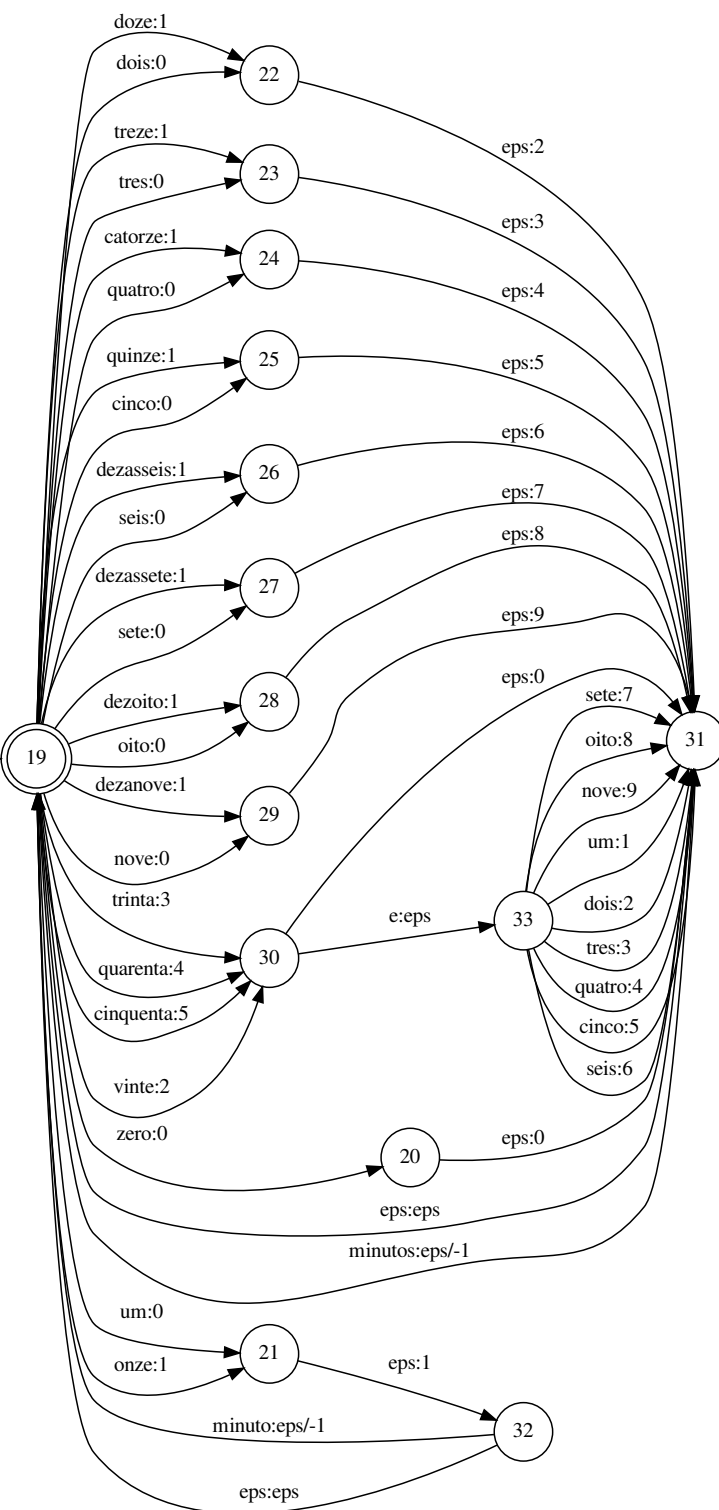 doze:1
dois:0
22
eps:2
treze:1
23
tres:0
eps:3
catorze:1
24
quatro:0
eps:4
quinze:1
25
eps:5
cinco:0
eps:6
dezasseis:1
26
eps:7
seis:0
eps:8
dezassete:1
27
eps:9
sete:0
eps:0
sete:7
dezoito:1
28
oito:8
31
oito:0
19
dezanove:1
nove:9
29
um:1
nove:0
trinta:3
dois:2
e:eps
33
tres:3
30
quarenta:4
quatro:4
cinquenta:5
cinco:5
seis:6
vinte:2
zero:0
eps:0
20
eps:eps
minutos:eps/-1
um:0
21
onze:1
eps:1
minuto:eps/-1
32
eps:eps